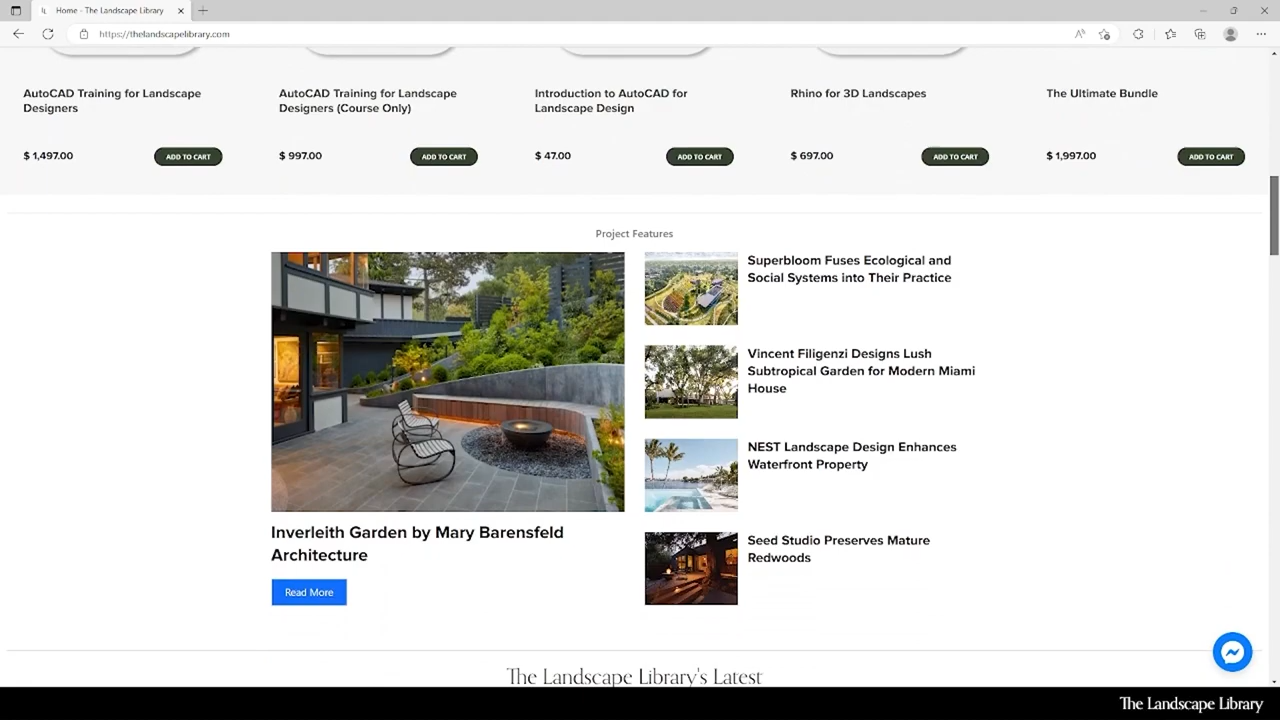 Home - The Landscape Library
https://thelandscapelibrary.com
AutoCAD Training for Landscape
Designers
$ 1,497.00
ADD TO CART
AutoCAD Training for Landscape
Designers (Course Only)
$ 997.00
ADD TO CART
Introduction to AutoCAD for
Landscape Design
$ 47.00
ADD TO CART
Rhino for 3D Landscapes
$ 697.00
ADD TO CART
The Ultimate Bundle
$ 1,997.00
ADD TO CART
Project Features
Inverleith Garden by Mary Barensfeld
Architecture
Read More
Superbloom Fuses Ecological and
Social Systems into Their Practice
Vincent Filigenzi Designs Lush
Subtropical Garden for Modern Miami
House
NEST Landscape Design Enhances
Waterfront Property
Seed Studio Preserves Mature
Redwoods
The Landscape Library's Latest
The Landscape Library